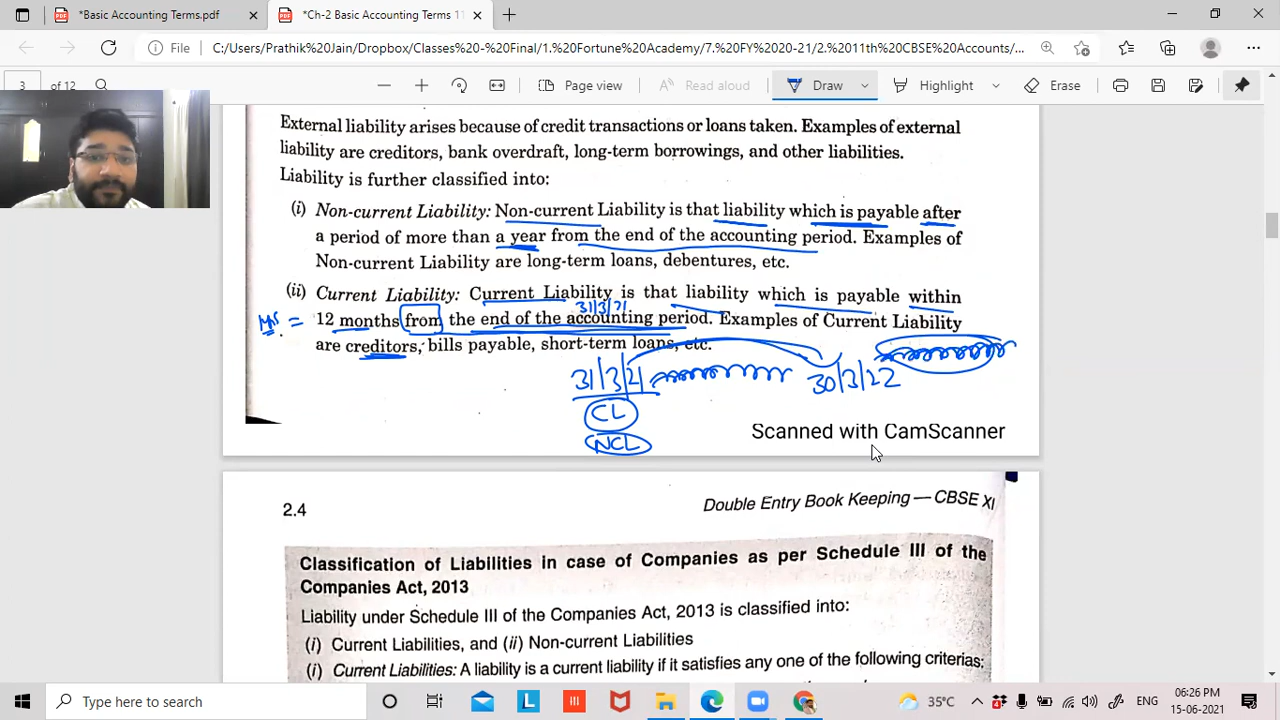 *Basic Accounting Terms.pdf
*Ch-2 Basic Accounting Terms 11
File
C:/Users/Prathik%20Jain/Dropbox/Classes%20-%20Final/1.%20Fortune%20Academy/7.%20FY%2020-21/2.%2011th%20CBSE%20Accounts/...
3 of 12
Page view
Read aloud
Draw
Highlight
Erase
External liability arises because of credit transactions or loans taken. Examples of external
liability are creditors, bank overdraft, long-term borrowings, and other liabilities.
Liability is further classified into:
(i) Non-current Liability: Non-current Liability is that liability which is payable after
a period of more than a year from the end of the accounting period. Examples of
Non-current Liability are long-term loans, debentures, etc.
(ii) Current Liability: Current Liability is that liability which is payable within
31/3/21
12 months from the end of the accounting period. Examples of Current Liability
are creditors, bills payable, short-term loans, etc.
31/3/21 30/3/22
CL
NCL
Scanned with CamScanner
2.4 Double Entry Book Keeping—CBSE XI
Classification of Liabilities in case of Companies as per Schedule III of the
Companies Act, 2013
Liability under Schedule III of the Companies Act, 2013 is classified into:
(i) Current Liabilities, and (ii) Non-current Liabilities
(i) Current Liabilities: A liability is a current liability if it satisfies any one of the following criterias:
Type here to search
L
35°C
ENG
06:26 PM
15-06-2021